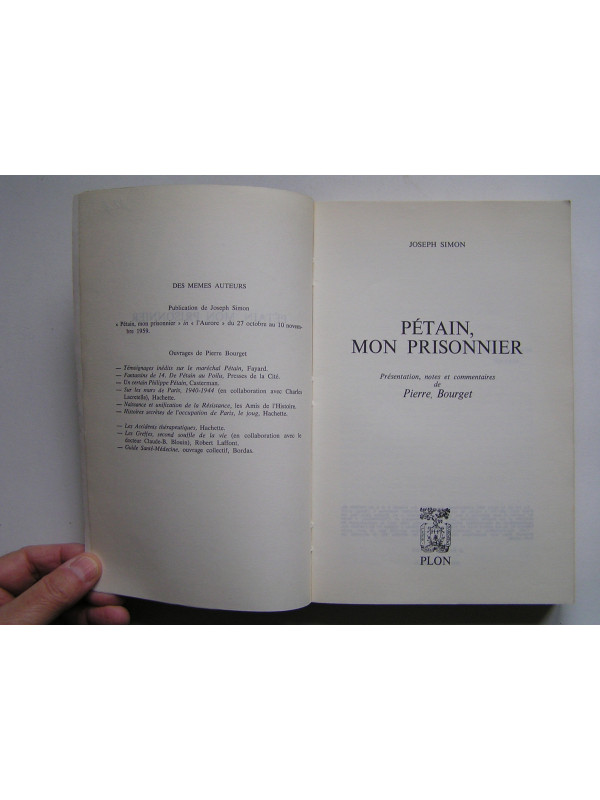 DES MEMES AUTEURS
Publication de Joseph Simon
« Pétain, mon prisonnier » in « l'Aurore » du 27 octobre au 10 novem-
bre 1959.
Ouvrages de Pierre Bourget
— Témoignages inédits sur le maréchal Pétain, Fayard.
— Fantassins de 14. De Pétain au Poilu, Presses de la Cité.
— Un certain Philippe Pétain, Casterman.
— Sur les murs de Paris, 1940-1944 (en collaboration avec Charles
Lacretelle), Hachette.
— Naissance et unification de la Résistance, les Amis de l'Histoire.
— Histoires secrètes de l'occupation de Paris, le joug, Hachette.
— Les Accidents thérapeutiques, Hachette.
— Les Greffes, second souffle de la vie (en collaboration avec le
docteur Claude-B. Blouin), Robert Laffont.
— Guide Santé-Médecine, ouvrage collectif, Bordas.
JOSEPH SIMON
PÉTAIN,
MON PRISONNIER
Présentation, notes et commentaires
de
Pierre Bourget
PLON